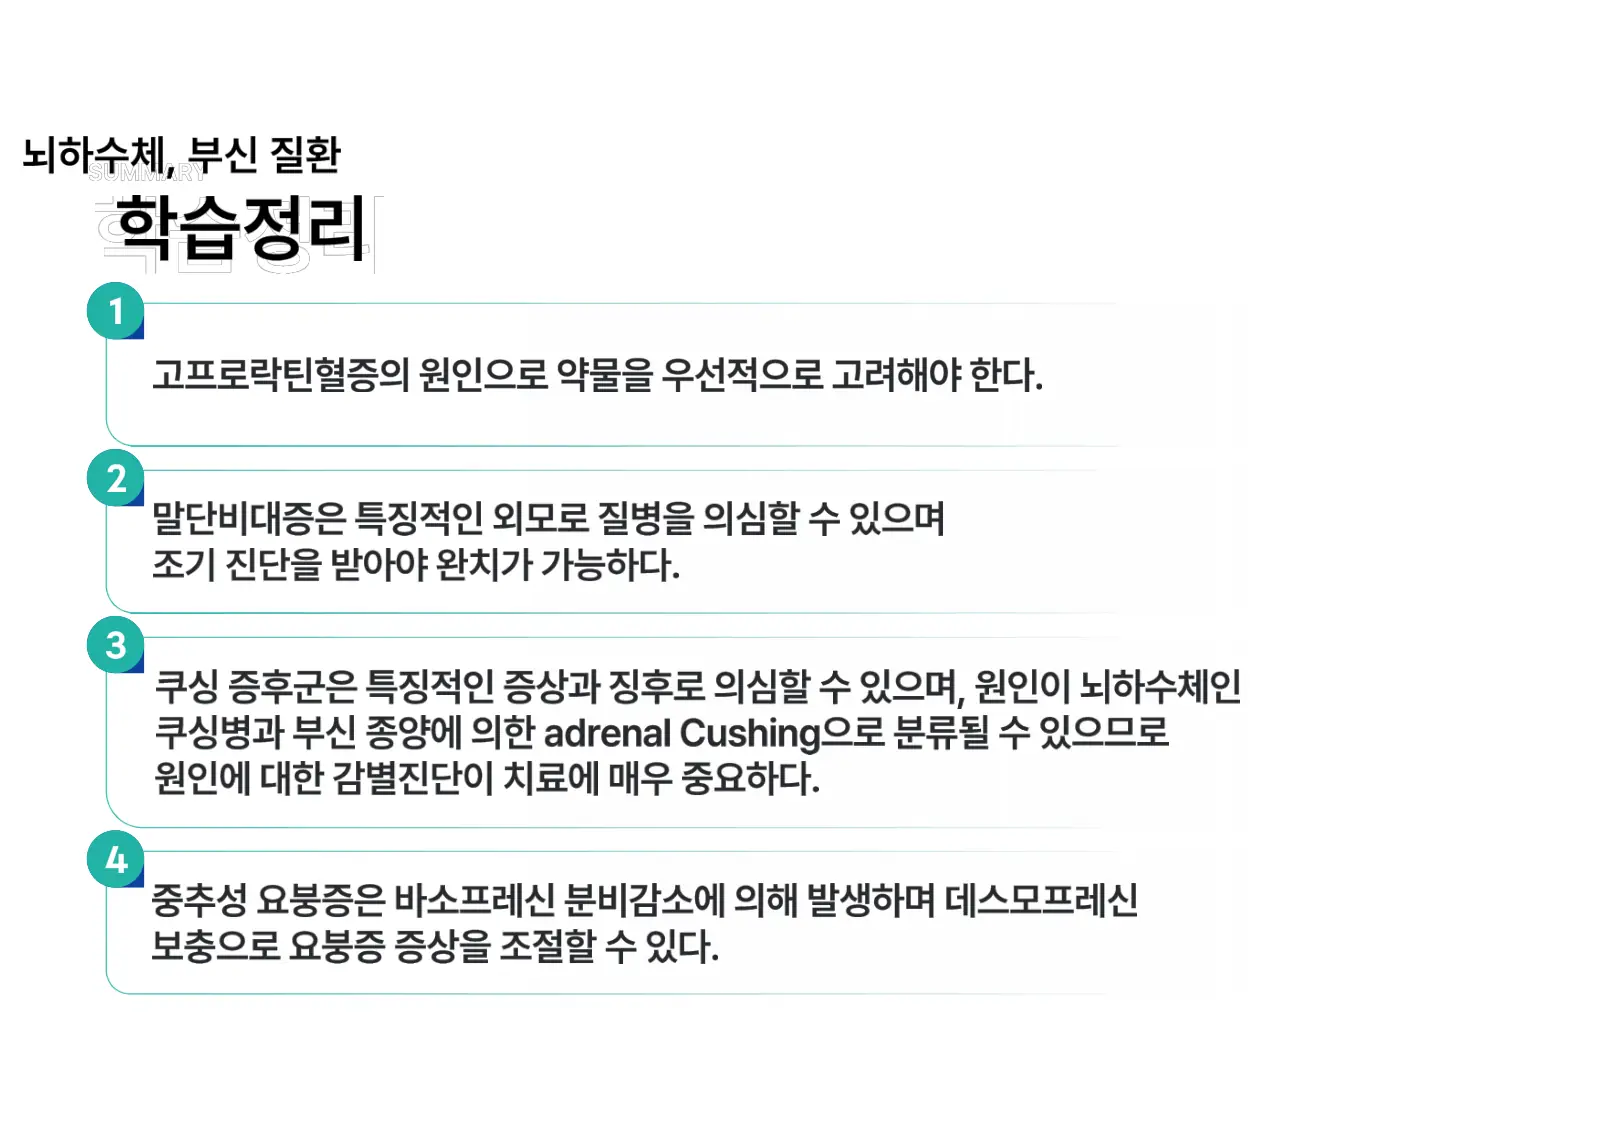 뇌하수체, 부신 질환
SUMMARY
학습정리
학습정리
1
고프로락틴혈증의 원인으로 약물을 우선적으로 고려해야 한다.
2
말단비대증은 특징적인 외모로 질병을 의심할 수 있으며
조기 진단을 받아야 완치가 가능하다.
3
쿠싱 증후군은 특징적인 증상과 징후로 의심할 수 있으며, 원인이 뇌하수체인
쿠싱병과 부신 종양에 의한 adrenal Cushing으로 분류될 수 있으므로
원인에 대한 감별진단이 치료에 매우 중요하다.
4
중추성 요붕증은 바소프레신 분비감소에 의해 발생하며 데스모프레신
보충으로 요붕증 증상을 조절할 수 있다.